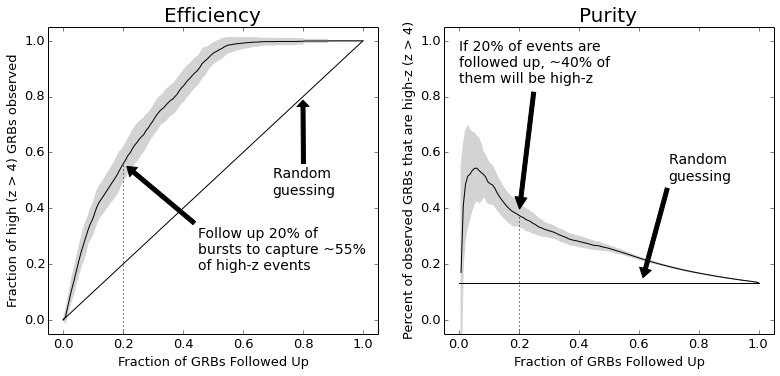 Efficiency
1.0
0.8
0.6
0.4
0.2
0.0
Fraction of high (z > 4) GRBs observed
Random
guessing
Follow up 20% of
bursts to capture ~55%
of high-z events
0.0 0.2 0.4 0.6 0.8 1.0
Fraction of GRBs Followed Up
Purity
1.0
0.8
0.6
0.4
0.2
0.0
Percent of observed GRBs that are high-z (z > 4)
If 20% of events are
followed up, ~40% of
them will be high-z
Random
guessing
0.0 0.2 0.4 0.6 0.8 1.0
Fraction of GRBs Followed Up